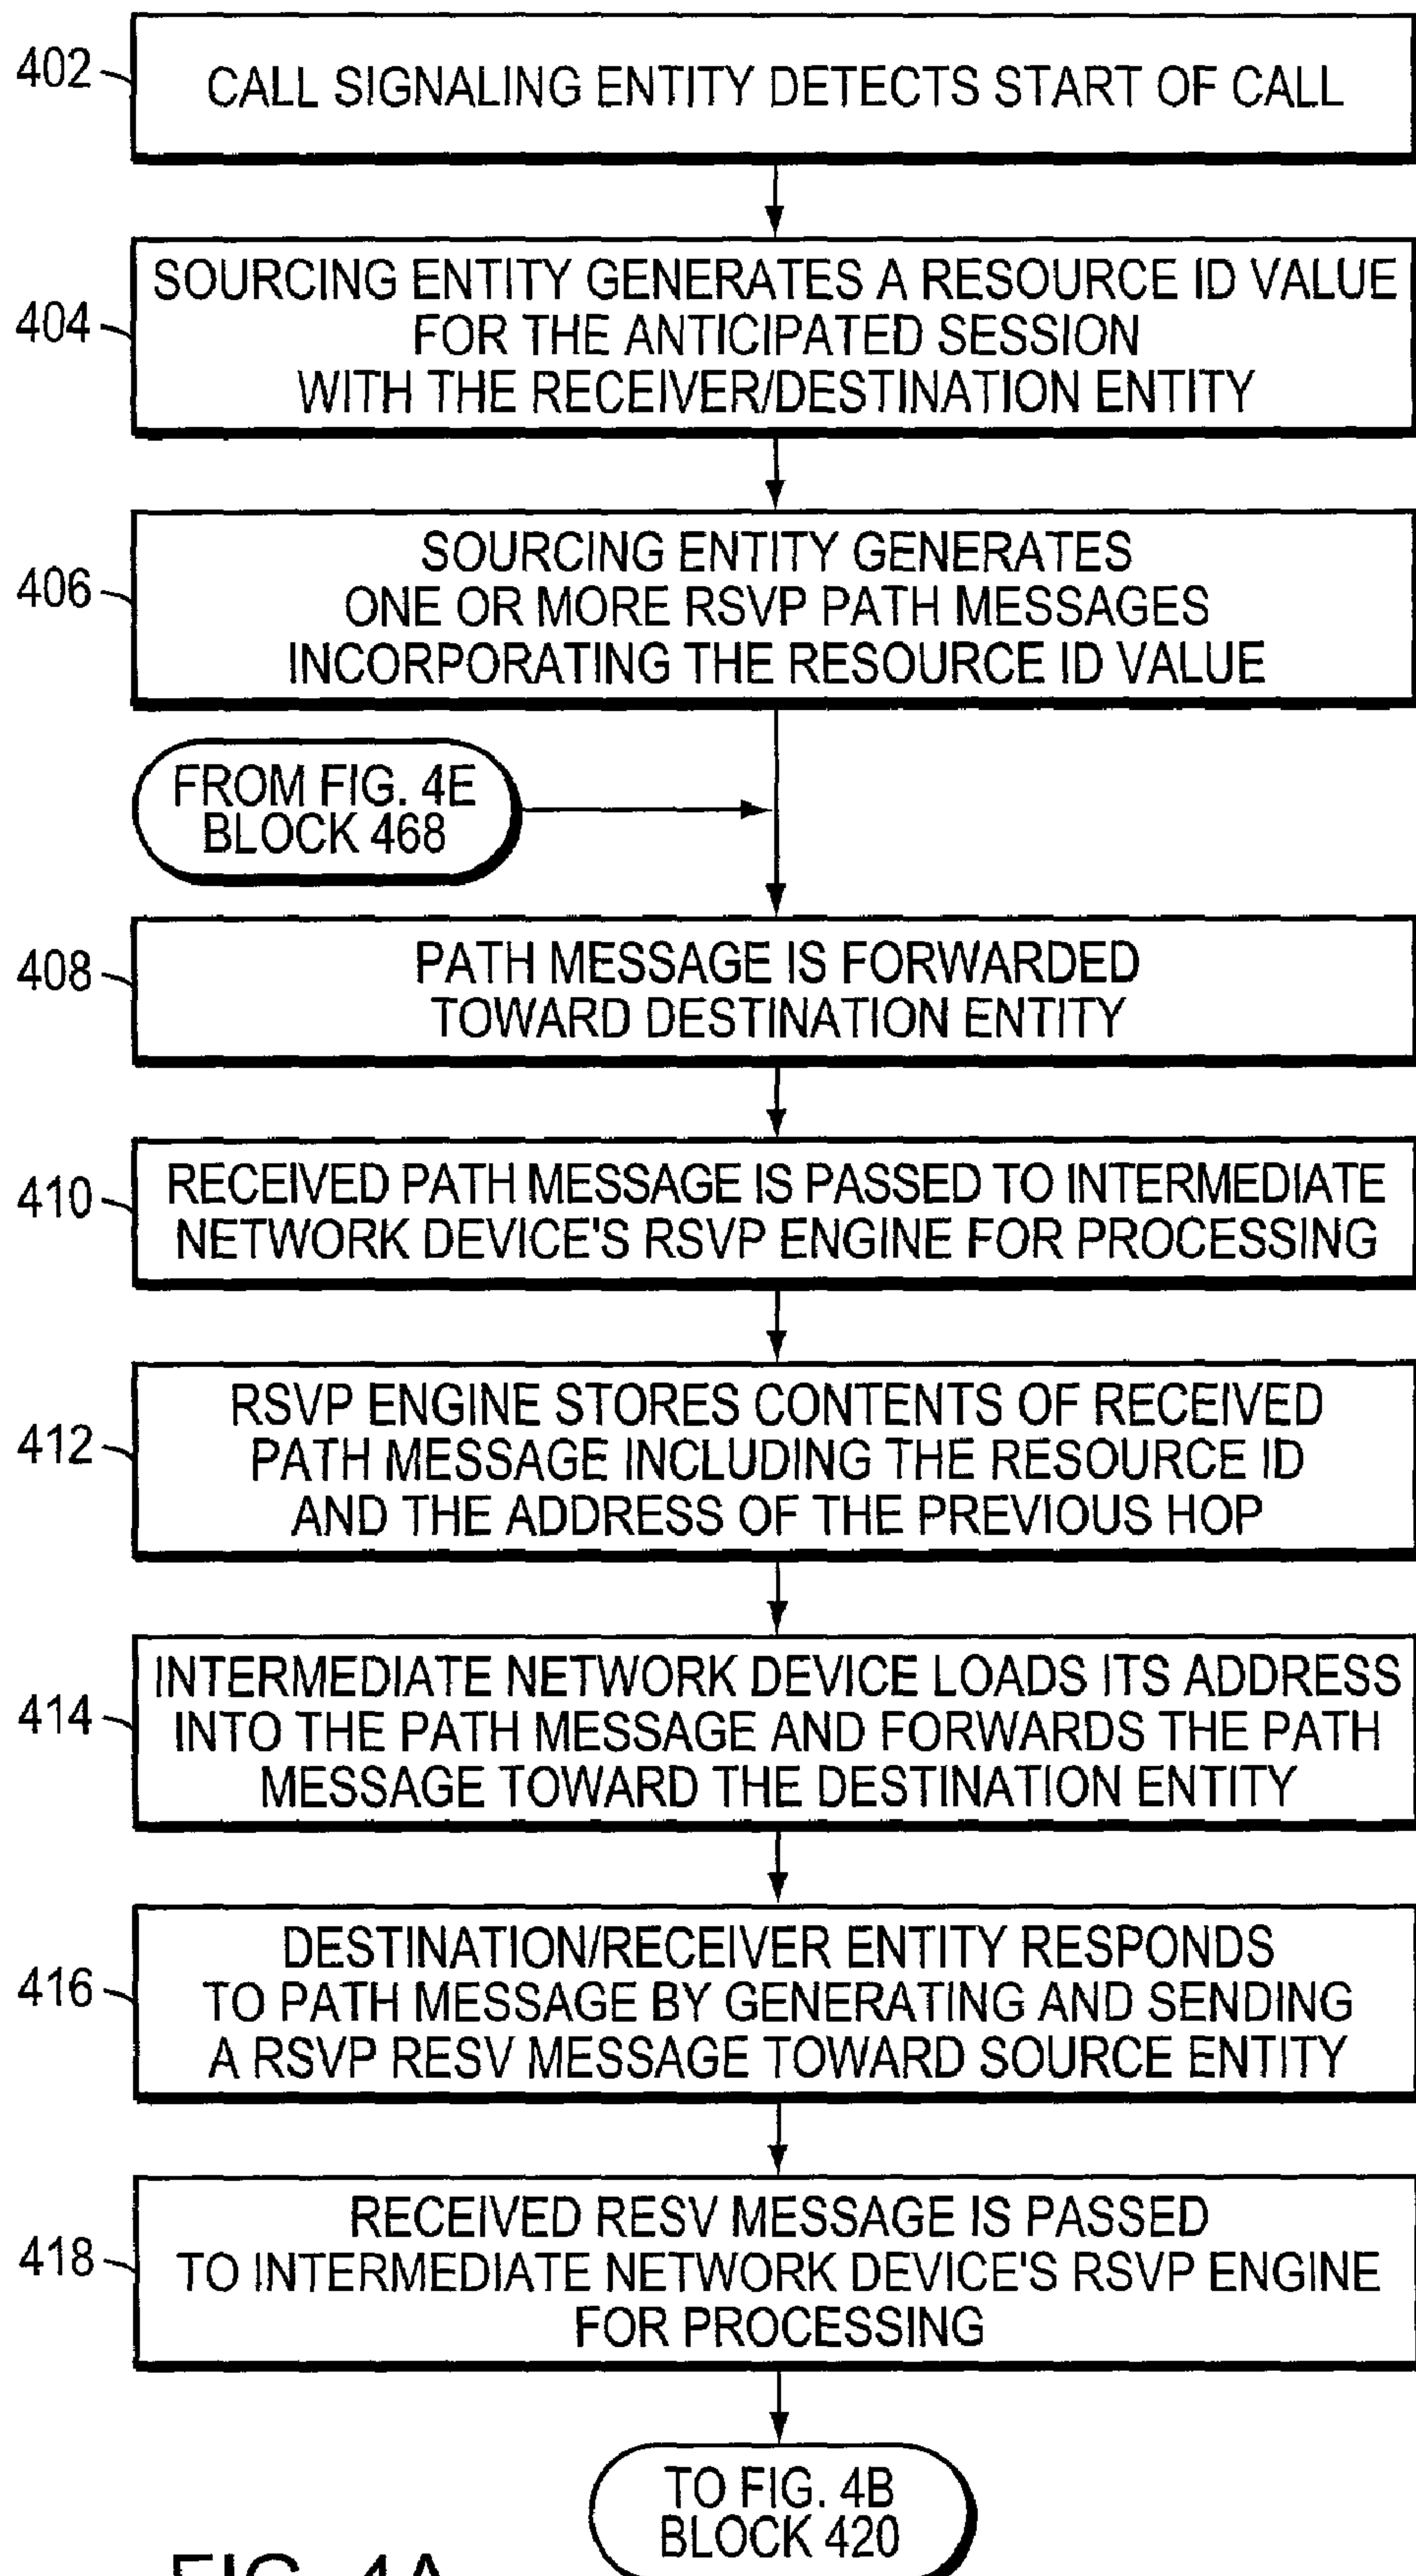 402
CALL SIGNALING ENTITY DETECTS START OF CALL
404
SOURCING ENTITY GENERATES A RESOURCE ID VALUE
FOR THE ANTICIPATED SESSION
WITH THE RECEIVER/DESTINATION ENTITY
406
SOURCING ENTITY GENERATES
ONE OR MORE RSVP PATH MESSAGES
INCORPORATING THE RESOURCE ID VALUE
FROM FIG. 4E
BLOCK 468
408
PATH MESSAGE IS FORWARDED
TOWARD DESTINATION ENTITY
410
RECEIVED PATH MESSAGE IS PASSED TO INTERMEDIATE
NETWORK DEVICE'S RSVP ENGINE FOR PROCESSING
412
RSVP ENGINE STORES CONTENTS OF RECEIVED
PATH MESSAGE INCLUDING THE RESOURCE ID
AND THE ADDRESS OF THE PREVIOUS HOP
414
INTERMEDIATE NETWORK DEVICE LOADS ITS ADDRESS
INTO THE PATH MESSAGE AND FORWARDS THE PATH
MESSAGE TOWARD THE DESTINATION ENTITY
416
DESTINATION/RECEIVER ENTITY RESPONDS
TO PATH MESSAGE BY GENERATING AND SENDING
A RSVP RESV MESSAGE TOWARD SOURCE ENTITY
418
RECEIVED RESV MESSAGE IS PASSED
TO INTERMEDIATE NETWORK DEVICE'S RSVP ENGINE
FOR PROCESSING
TO FIG. 4B
BLOCK 420
FIG. 4A